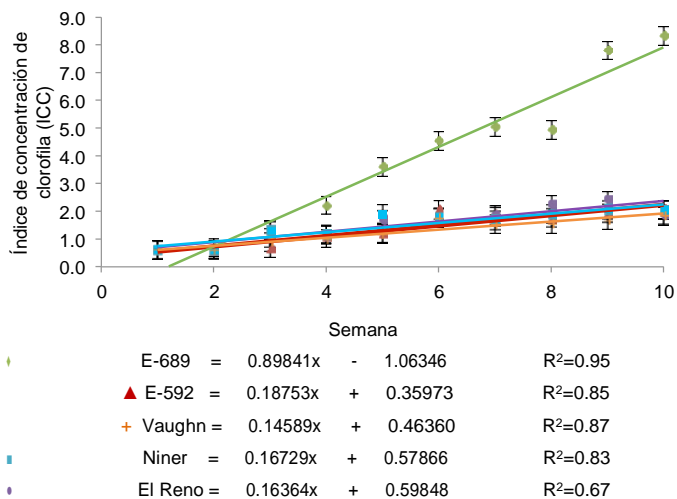 Índice de concentración de
clorofila (ICC)
9.0
8.0
7.0
6.0
5.0
4.0
3.0
2.0
1.0
0.0
0 2 4 6 8 10
Semana
E-689 = 0.89841x - 1.06346 R²=0.95
E-592 = 0.18753x + 0.35973 R²=0.85
Vaughn = 0.14589x + 0.46360 R²=0.87
Niner = 0.16729x + 0.57866 R²=0.83
El Reno = 0.16364x + 0.59848 R²=0.67